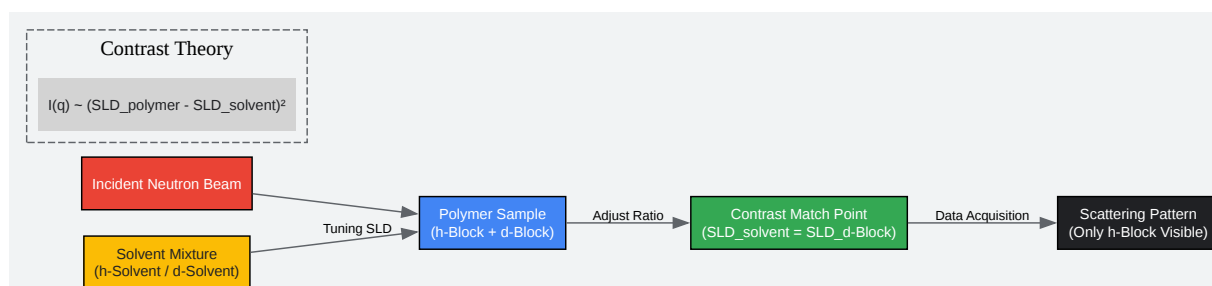 Contrast Theory
I(q) ~ (SLD_polymer - SLD_solvent)²
Incident Neutron Beam
Solvent Mixture
(h-Solvent / d-Solvent)
Tuning SLD
Polymer Sample
(h-Block + d-Block)
Adjust Ratio
Contrast Match Point
(SLD_solvent = SLD_d-Block)
Data Acquisition
Scattering Pattern
(Only h-Block Visible)